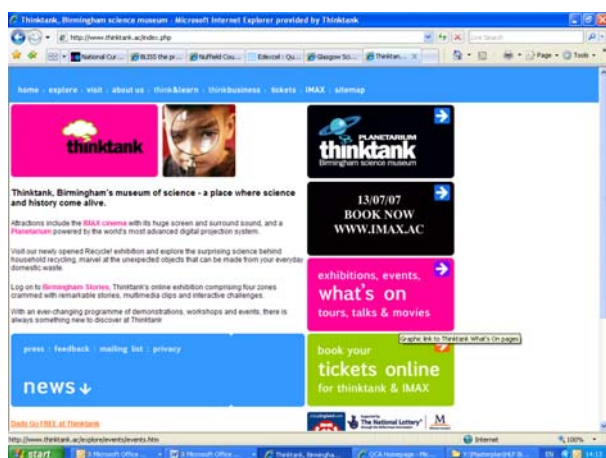 Thinktank, Birmingham science museum - Microsoft Internet Explorer provided by Thinktank
http://www.thinktank.ac/index.php
Live Search
National Cur...
BLISS the pr...
Nuffield Cou...
Edexcel : Qu...
Glasgow Sci...
Thinktan...
Page
Tools
home
explore
visit
about us
think&learn
thinkbusiness
tickets
IMAX
sitemap
thinktank
Thinktank, Birmingham's museum of science - a place where science
and history come alive.
Attractions include the IMAX cinema with its huge screen and surround sound, and a
Planetarium powered by the world's most advanced digital projection system.
Visit our newly opened Recycle! exhibition and explore the surprising science behind
household recycling, marvel at the unexpected objects that can be made from your everyday
domestic waste.
Log on to Birmingham Stories, Thinktank's online exhibition comprising four zones
crammed with remarkable stories, multimedia clips and interactive challenges.
With an ever-changing programme of demonstrations, workshops and events, there is
always something new to discover at Thinktank
press : feedback : mailing list : privacy
news
Dads Go FREE at Thinktank
PLANETARIUM
thinktank
Birmingham science museum
13/07/07
BOOK NOW
WWW.IMAX.AC
exhibitions, events,
what's on
tours, talks & movies
Graphic link to Thinktank What's On pages
book your
tickets online
for thinktank & IMAX
The National Lottery
M
http://www.thinktank.ac/explore/events/events.htm
Internet
100%
start
3 Microsoft Office ...
3 Microsoft Office ...
Thinktank, Birmingha...
QCA Homepage - Mic...
EN
14:13